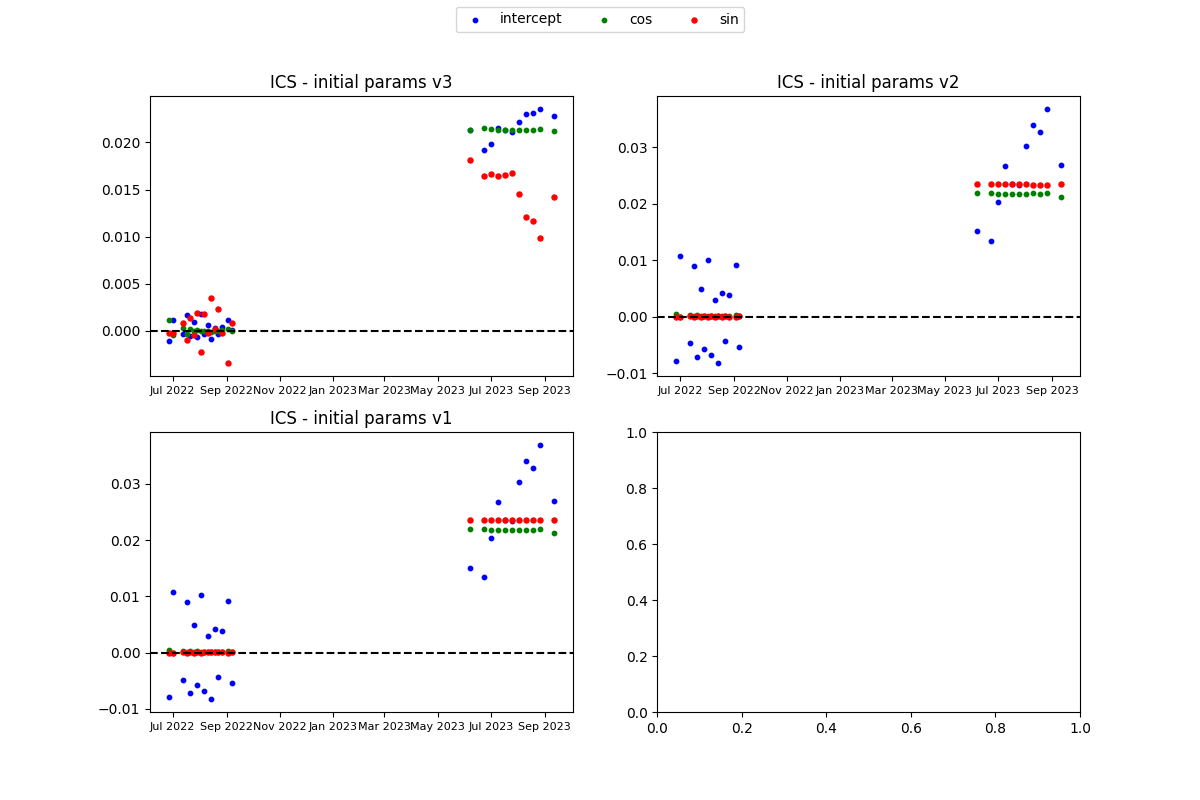 intercept cos sin
ICS - initial params v3
0.020
0.015
0.010
0.005
0.000
Jul 2022 Sep 2022 Nov 2022 Jan 2023 Mar 2023 May 2023 Jul 2023 Sep 2023
ICS - initial params v2
0.03
0.02
0.01
0.00
−0.01
Jul 2022 Sep 2022 Nov 2022 Jan 2023 Mar 2023 May 2023 Jul 2023 Sep 2023
ICS - initial params v1
0.03
0.02
0.01
0.00
−0.01
Jul 2022 Sep 2022 Nov 2022 Jan 2023 Mar 2023 May 2023 Jul 2023 Sep 2023
1.0
0.8
0.6
0.4
0.2
0.0
0.0 0.2 0.4 0.6 0.8 1.0